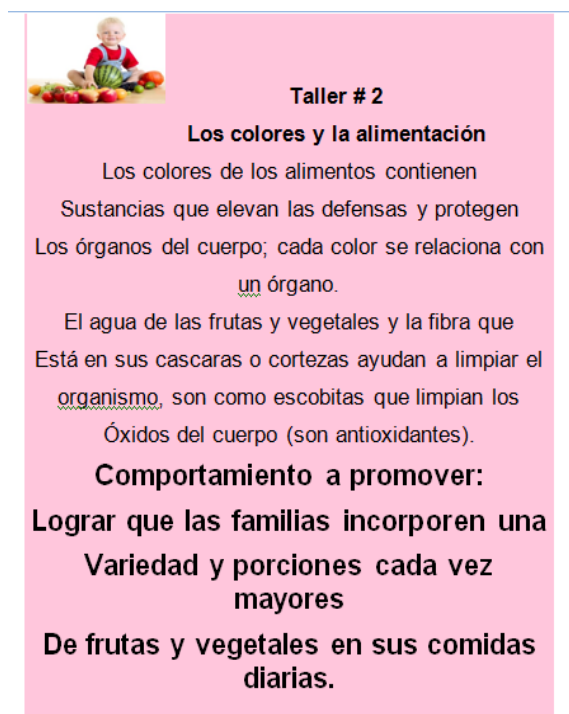 Taller # 2
Los colores y la alimentación
Los colores de los alimentos contienen
Sustancias que elevan las defensas y protegen
Los órganos del cuerpo; cada color se relaciona con
un órgano.
El agua de las frutas y vegetales y la fibra que
Está en sus cascaras o cortezas ayudan a limpiar el
organismo, son como escobitas que limpian los
Óxidos del cuerpo (son antioxidantes).
Comportamiento a promover:
Lograr que las familias incorporen una
Variedad y porciones cada vez
mayores
De frutas y vegetales en sus comidas
diarias.